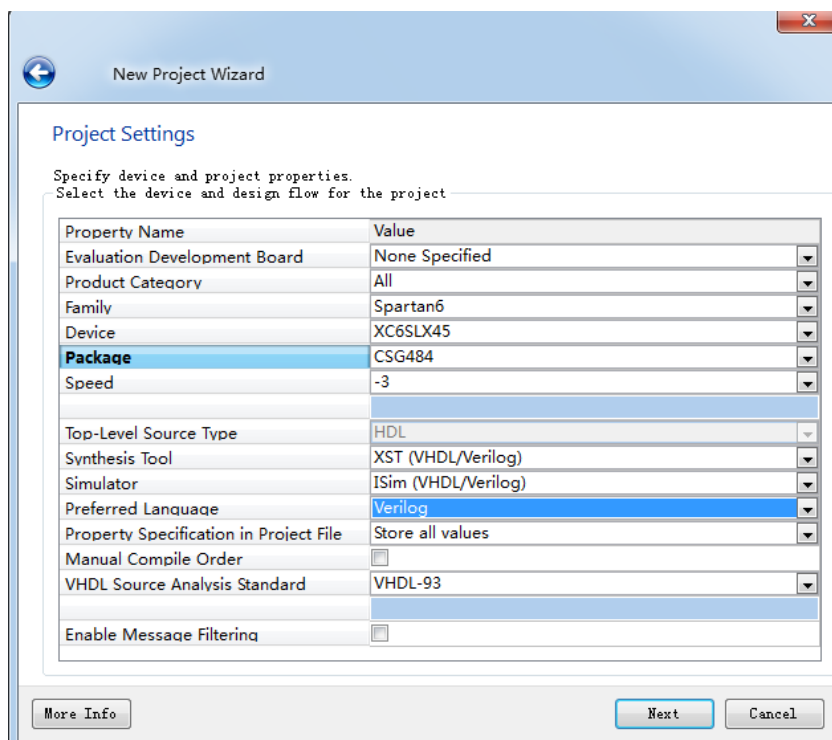 New Project Wizard
Project Settings
Specify device and project properties.
Select the device and design flow for the project
Property Name Value
Evaluation Development Board None Specified
Product Category All
Family Spartan6
Device XC6SLX45
Package CSG484
Speed -3
Top-Level Source Type HDL
Synthesis Tool XST (VHDL/Verilog)
Simulator ISim (VHDL/Verilog)
Preferred Language Verilog
Property Specification in Project File Store all values
Manual Compile Order
VHDL Source Analysis Standard VHDL-93
Enable Message Filtering
More Info Next Cancel